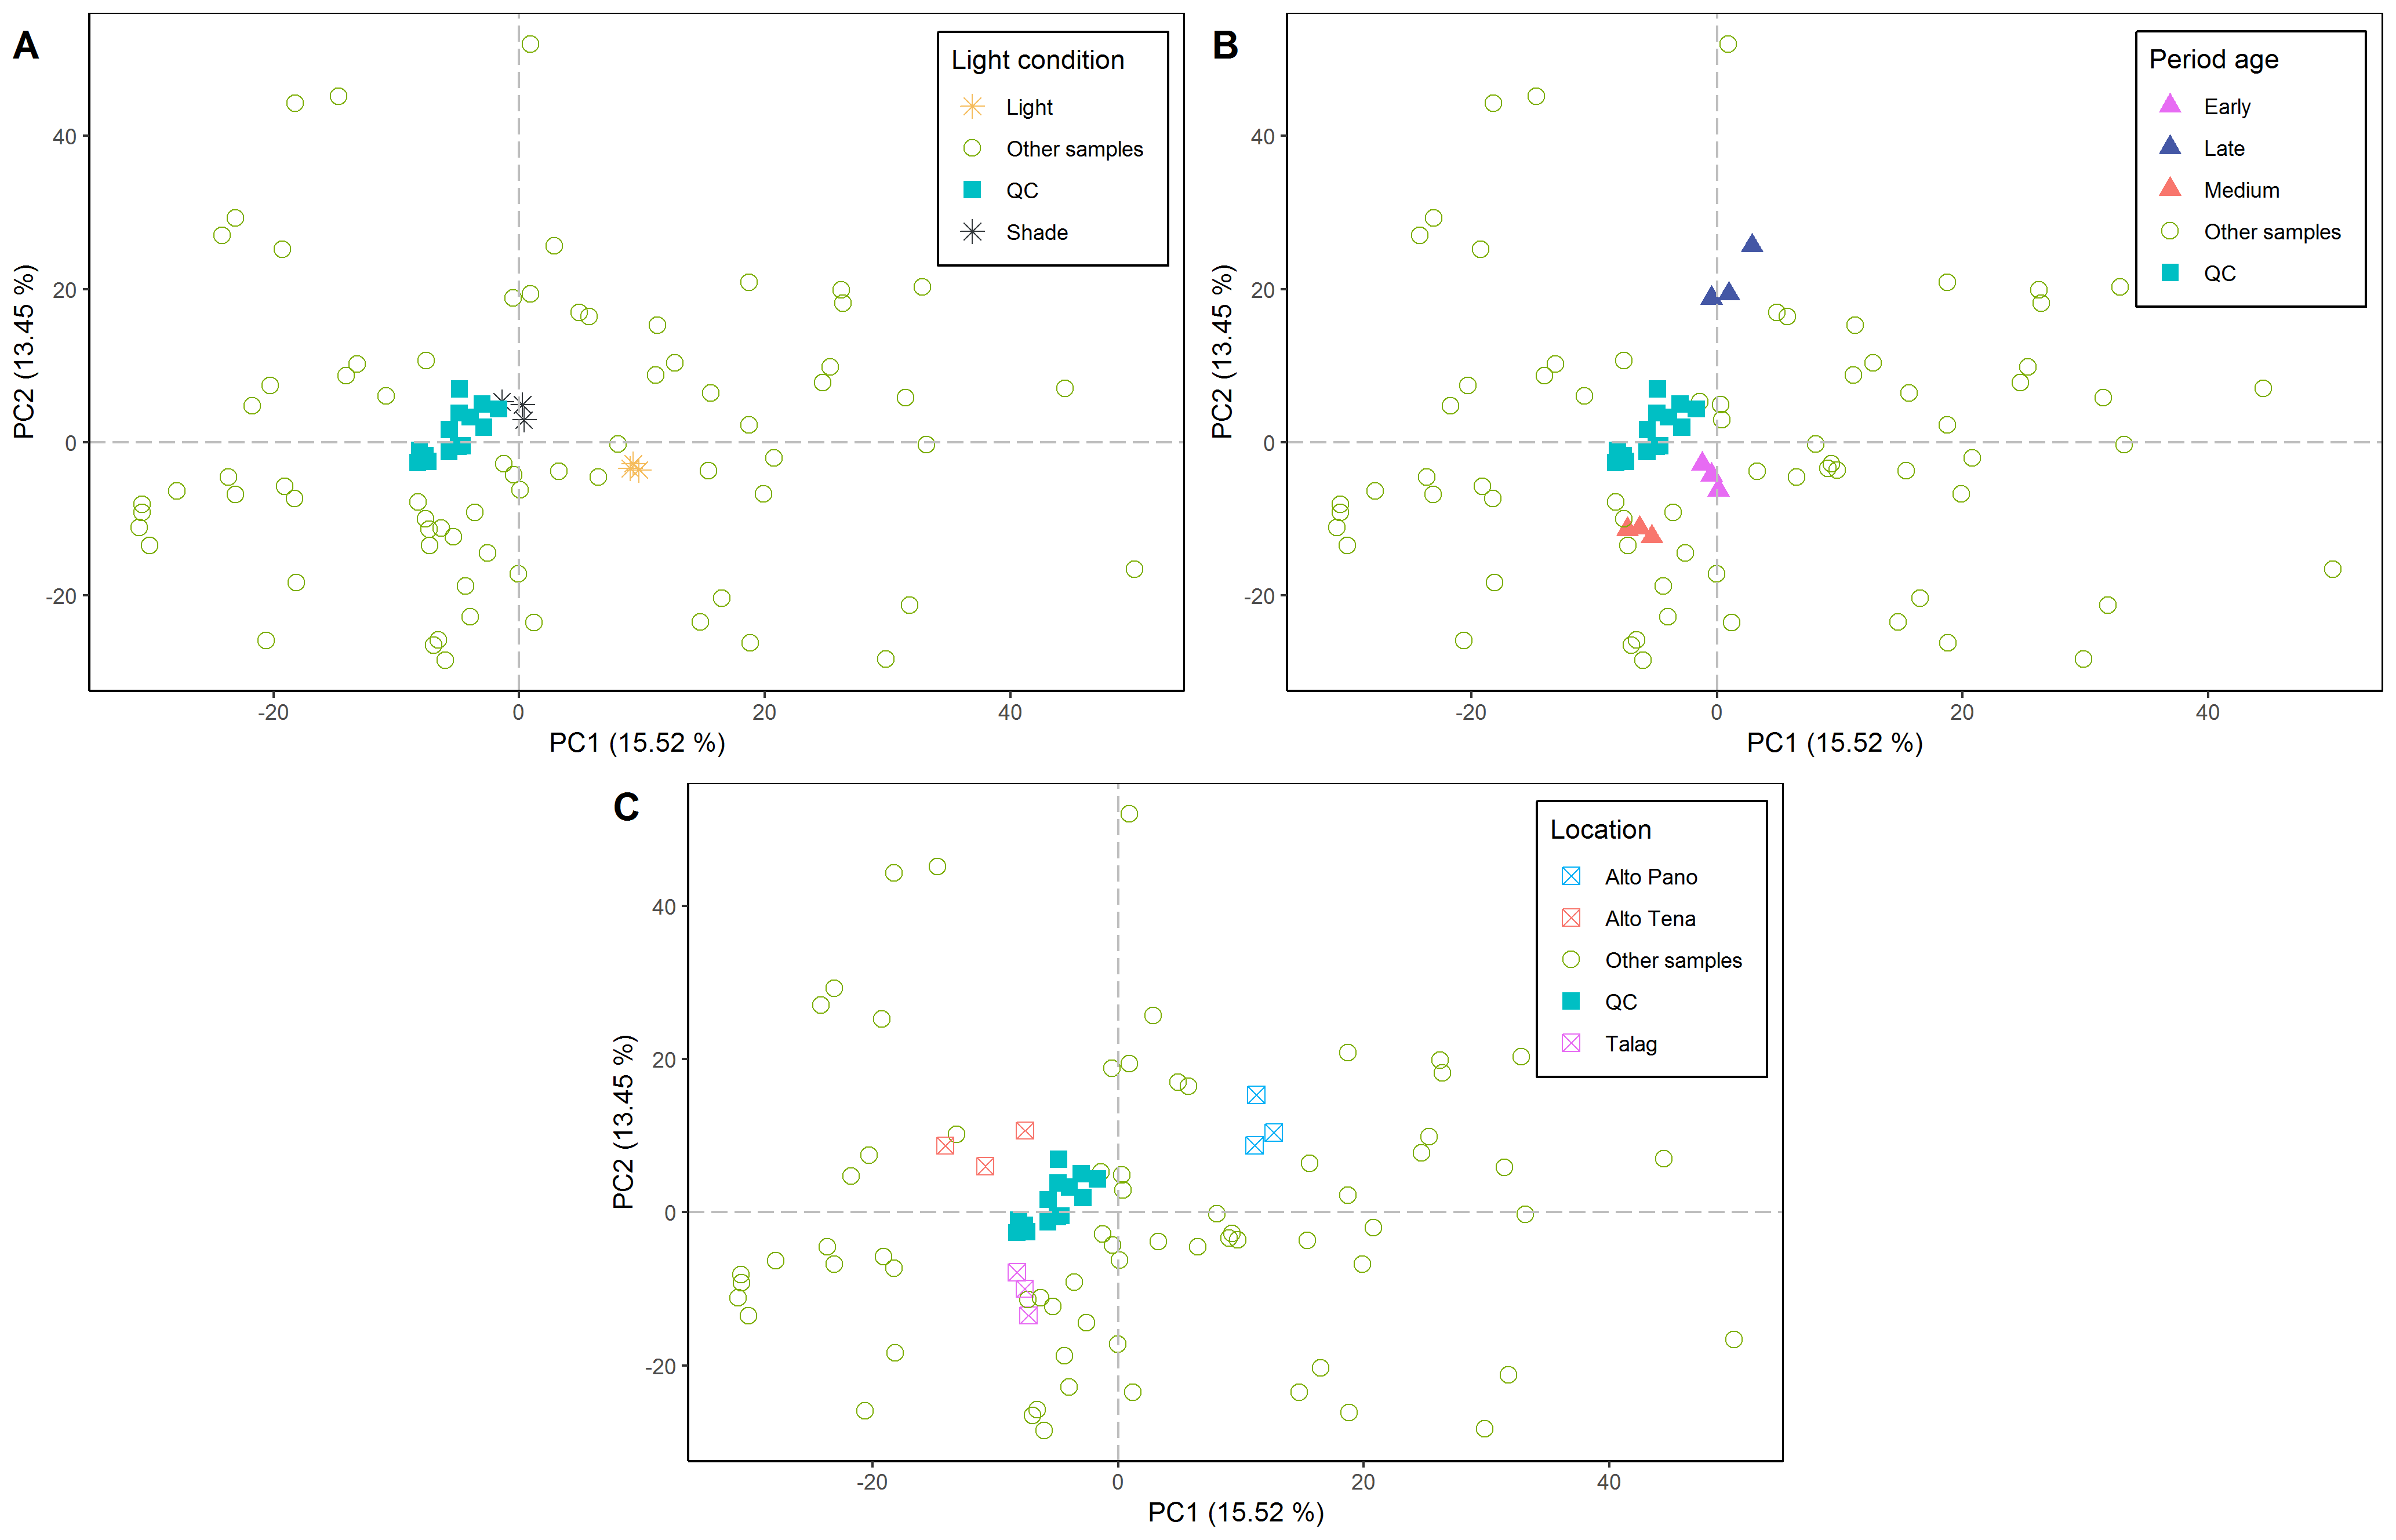 A
Light condition
Light
Other samples
QC
Shade
PC2 (13.45 %)
40
20
0
-20
-20 0 20 40
PC1 (15.52 %)
B
Period age
Early
Late
Medium
Other samples
QC
PC2 (13.45 %)
40
20
0
-20
-20 0 20 40
PC1 (15.52 %)
C
Location
Alto Pano
Alto Tena
Other samples
QC
Talag
PC2 (13.45 %)
40
20
0
-20
-20 0 20 40
PC1 (15.52 %)